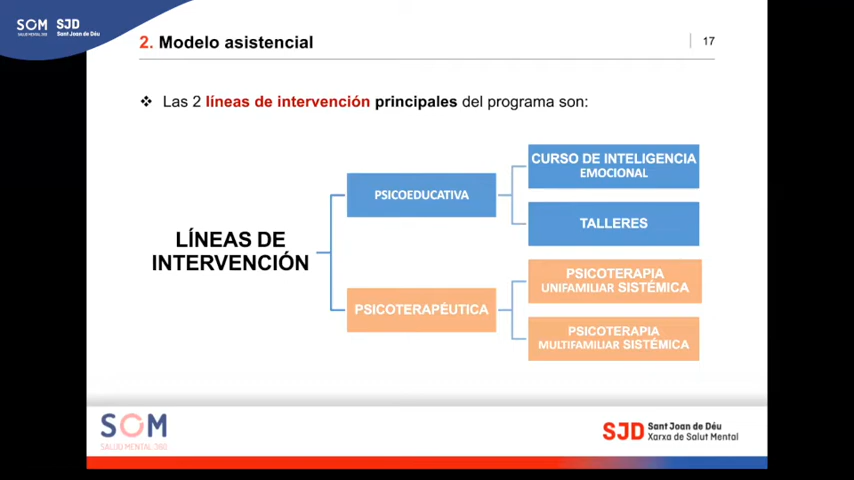 SOM
SALUD MENTAL 360
SJD
Sant Joan de Déu
2. Modelo asistencial
17
❖ Las 2 líneas de intervención principales del programa son:
LÍNEAS DE
INTERVENCIÓN
PSICOEDUCATIVA
CURSO DE INTELIGENCIA
EMOCIONAL
TALLERES
PSICOTERAPÉUTICA
PSICOTERAPIA
UNIFAMILIAR SISTÉMICA
PSICOTERAPIA
MULTIFAMILIAR SISTÉMICA
SOM
SALUD MENTAL 360
SJD
Sant Joan de Déu
Xarxa de Salut Mental